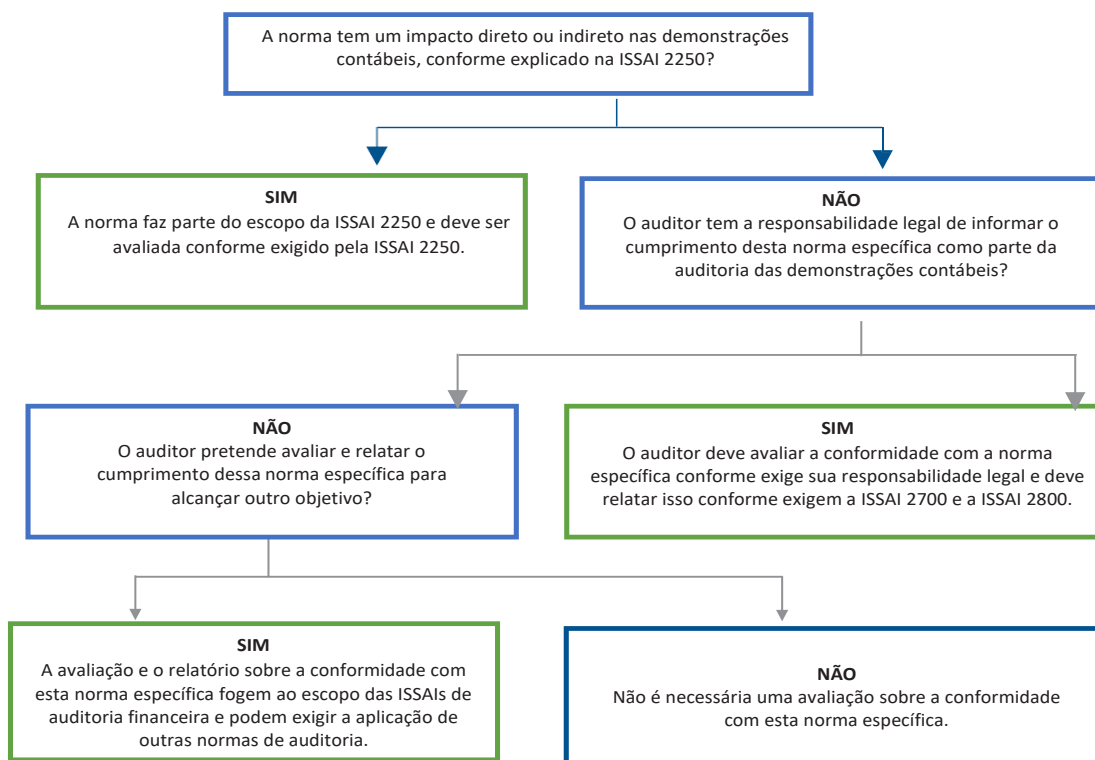 A norma tem um impacto direto ou indireto nas demonstrações
contábeis, conforme explicado na ISSAI 2250?
SIM
A norma faz parte do escopo da ISSAI 2250 e deve ser
avaliada conforme exigido pela ISSAI 2250.
NÃO
O auditor tem a responsabilidade legal de informar o
cumprimento desta norma específica como parte da
auditoria das demonstrações contábeis?
NÃO
O auditor pretende avaliar e relatar o
cumprimento dessa norma específica para
alcançar outro objetivo?
SIM
O auditor deve avaliar a conformidade com a norma
específica conforme exige sua responsabilidade legal e deve
relatar isso conforme exigem a ISSAI 2700 e a ISSAI 2800.
SIM
A avaliação e o relatório sobre a conformidade com
esta norma específica fogem ao escopo das ISSAIs de
auditoria financeira e podem exigir a aplicação de
outras normas de auditoria.
NÃO
Não é necessária uma avaliação sobre a conformidade
com esta norma específica.